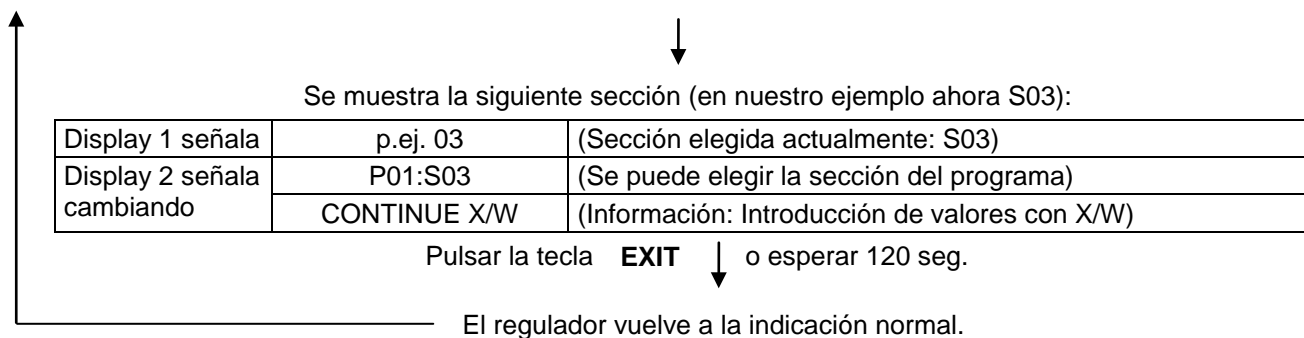 Se muestra la siguiente sección (en nuestro ejemplo ahora S03):
Display 1 señala p.ej. 03 (Sección elegida actualmente: S03)
Display 2 señala cambiando P01:S03 (Se puede elegir la sección del programa)
CONTINUE X/W (Información: Introducción de valores con X/W)
Pulsar la tecla EXIT o esperar 120 seg.
El regulador vuelve a la indicación normal.